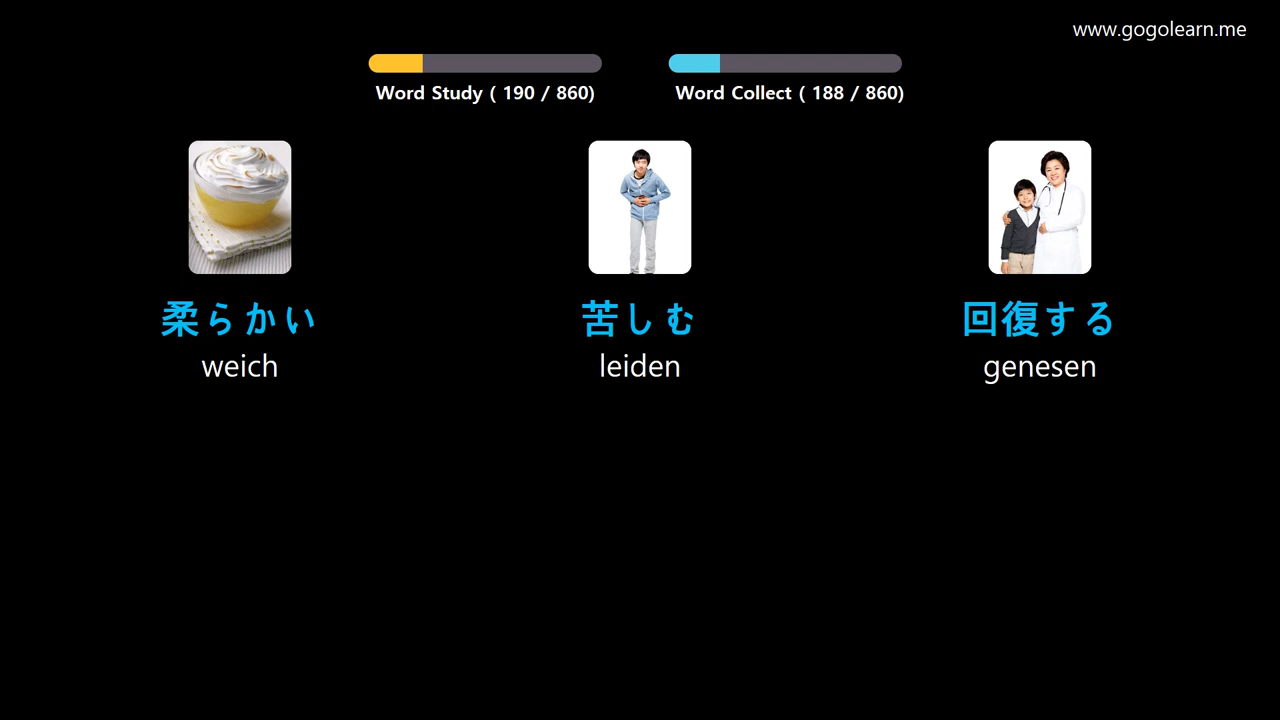 www.gogolearn.me
Word Study ( 190 / 860)
Word Collect ( 188 / 860)
柔らかい
weich
苦しむ
leiden
回復する
genesen